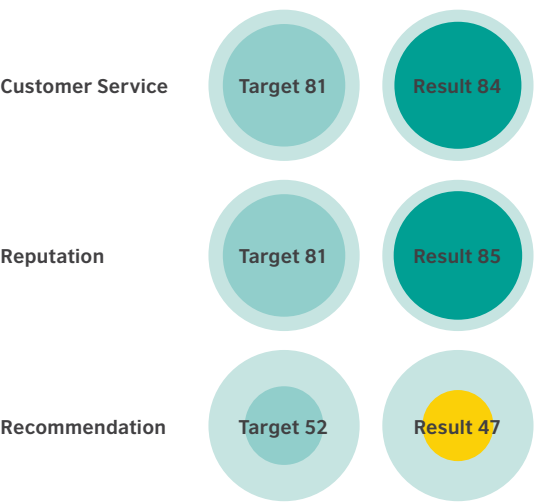 Customer Service Target 81 Result 84
Reputation Target 81 Result 85
Recommendation Target 52 Result 47